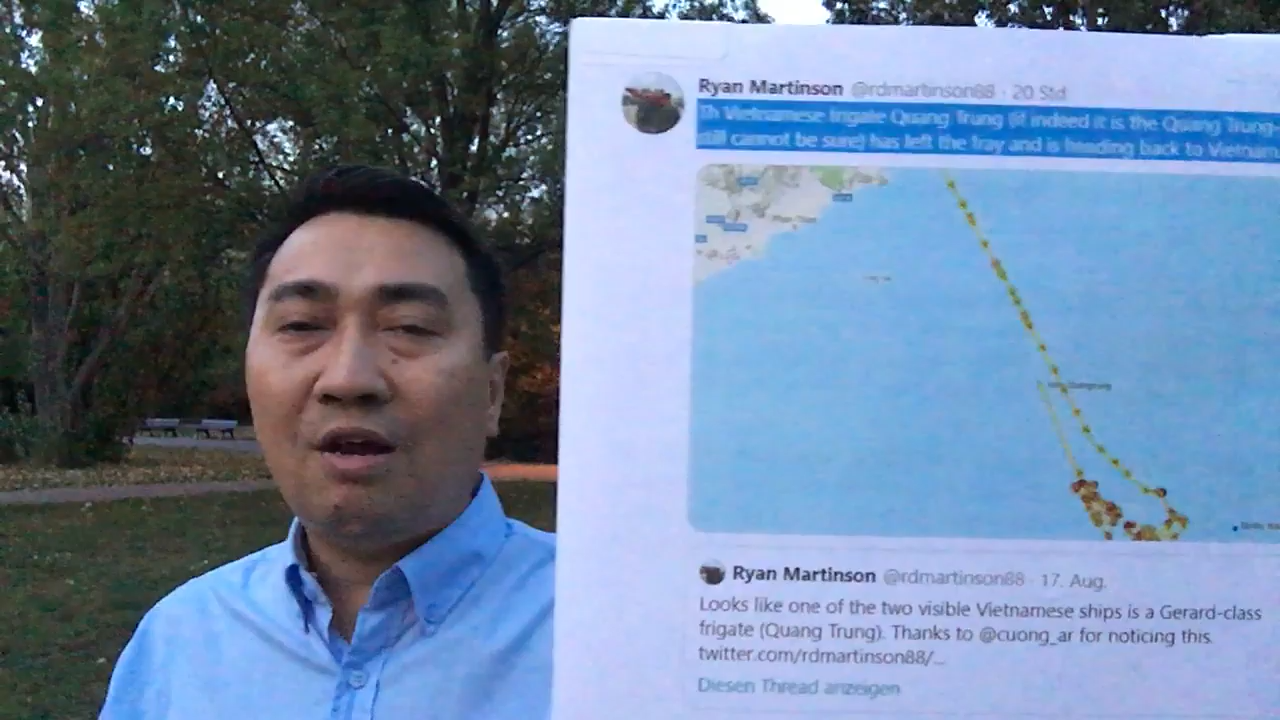 Ryan Martinson @rdmartinson88 · 20 Std
Th Vietnamese frigate Quang Trung (if indeed it is the Quang Trung-
still cannot be sure) has left the fray and is heading back to Vietnam
Ryan Martinson @rdmartinson88 · 17. Aug.
Looks like one of the two visible Vietnamese ships is a Gerard-class
frigate (Quang Trung). Thanks to @cuong_ar for noticing this.
twitter.com/rdmartinson88/...
Diesen Thread anzeigen